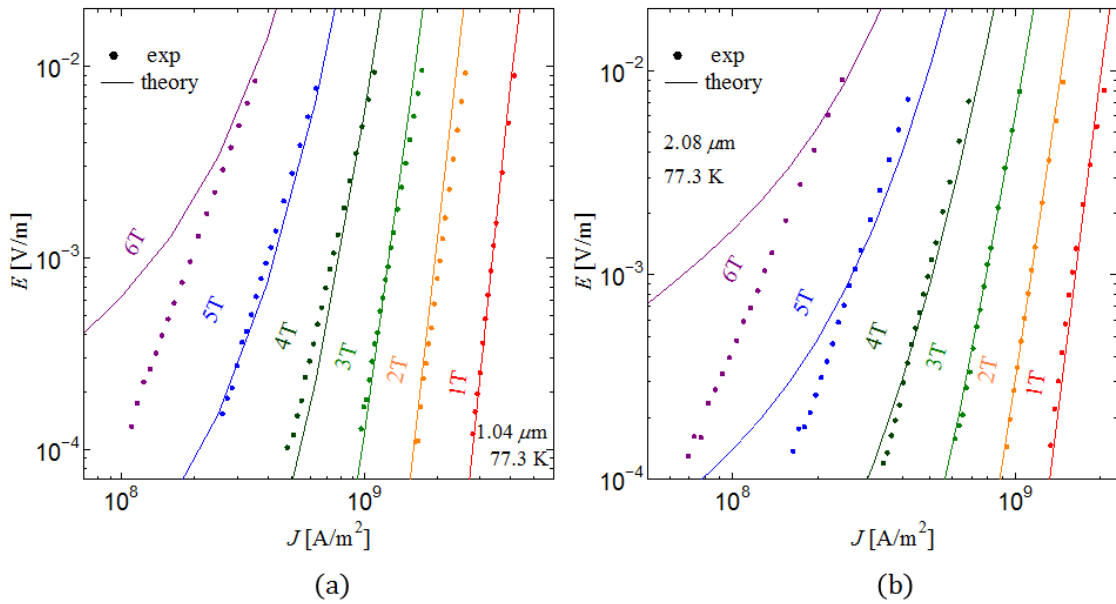 exp
theory
6T
5T
4T
3T
2T
1T
1.04 μm
77.3 K
10⁻²
10⁻³
10⁻⁴
E [V/m]
10⁸
10⁹
J [A/m²]
(a)
exp
theory
2.08 μm
77.3 K
6T
5T
4T
3T
2T
1T
10⁻²
10⁻³
10⁻⁴
E [V/m]
10⁸
10⁹
J [A/m²]
(b)